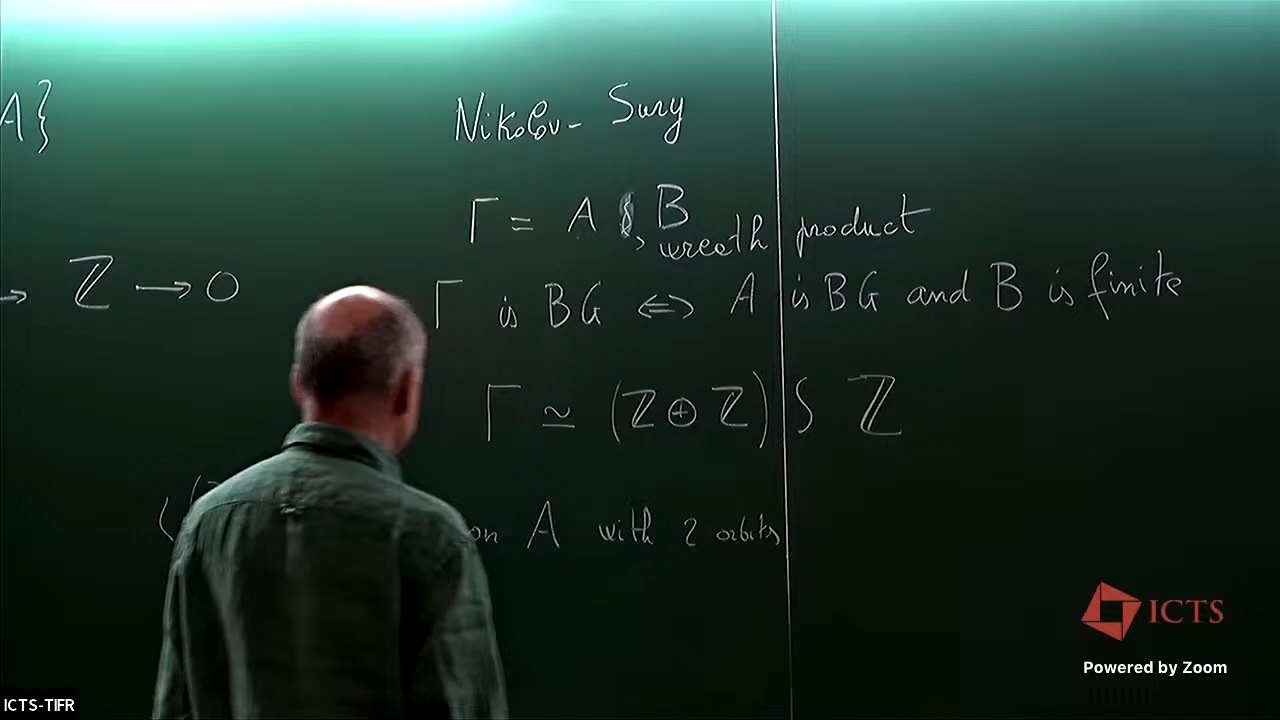 A}
Nikolov - Sury
Γ = A ≀ B
, wreath product
→ ℤ → 0
Γ is BG ⇔ A is BG and B is finite
Γ ≃ (ℤ ⊕ ℤ) ≀ ℤ
on A with 2 orbits
ICTS
Powered by Zoom
ICTS-TIFR